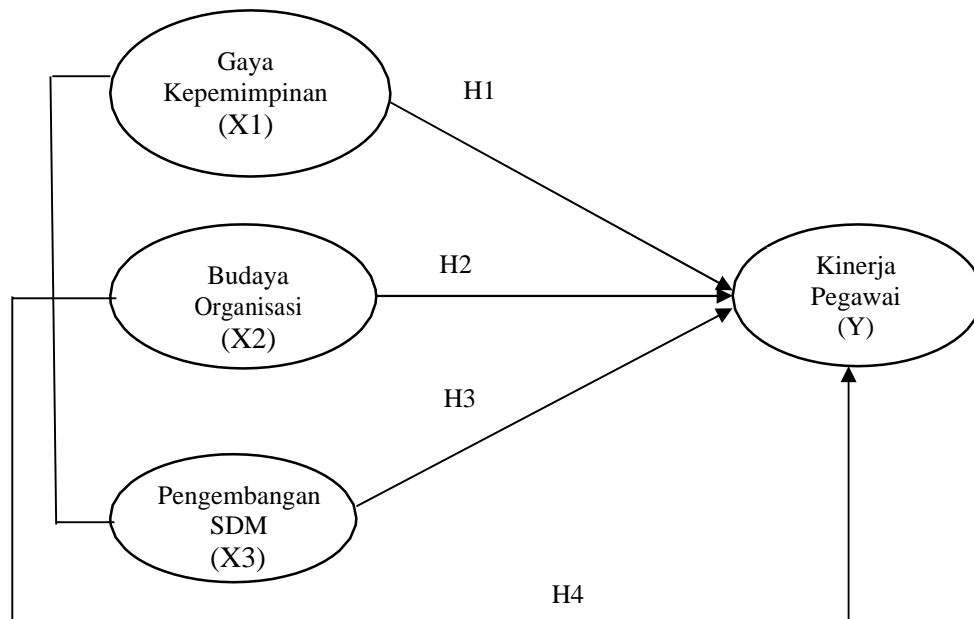 Gaya
Kepemimpinan
(X1)
H1
Budaya
Organisasi
(X2)
H2
Kinerja
Pegawai
(Y)
H3
Pengembangan
SDM
(X3)
H4